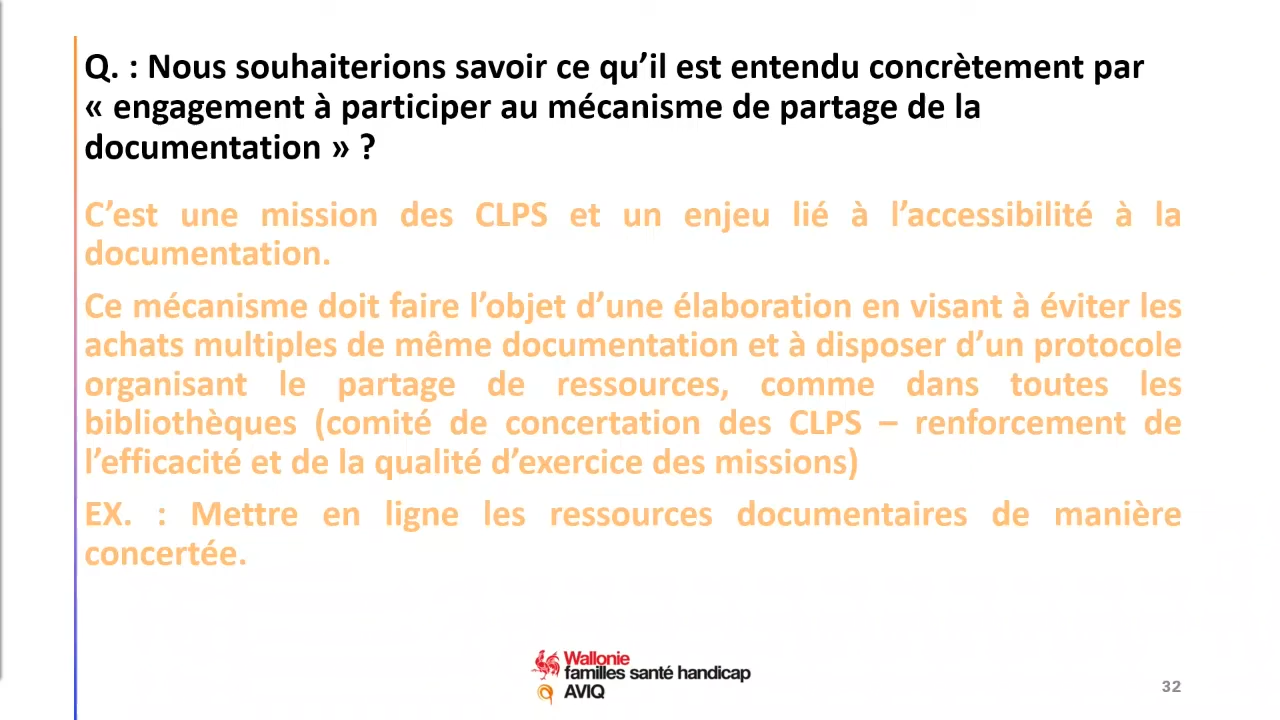 Q. : Nous souhaiterions savoir ce qu’il est entendu concrètement par
« engagement à participer au mécanisme de partage de la
documentation » ?
C’est une mission des CLPS et un enjeu lié à l’accessibilité à la
documentation.
Ce mécanisme doit faire l’objet d’une élaboration en visant à éviter les
achats multiples de même documentation et à disposer d’un protocole
organisant le partage de ressources, comme dans toutes les
bibliothèques (comité de concertation des CLPS – renforcement de
l’efficacité et de la qualité d’exercice des missions)
EX. : Mettre en ligne les ressources documentaires de manière
concertée.
Wallonie
familles santé handicap
AVIQ
32